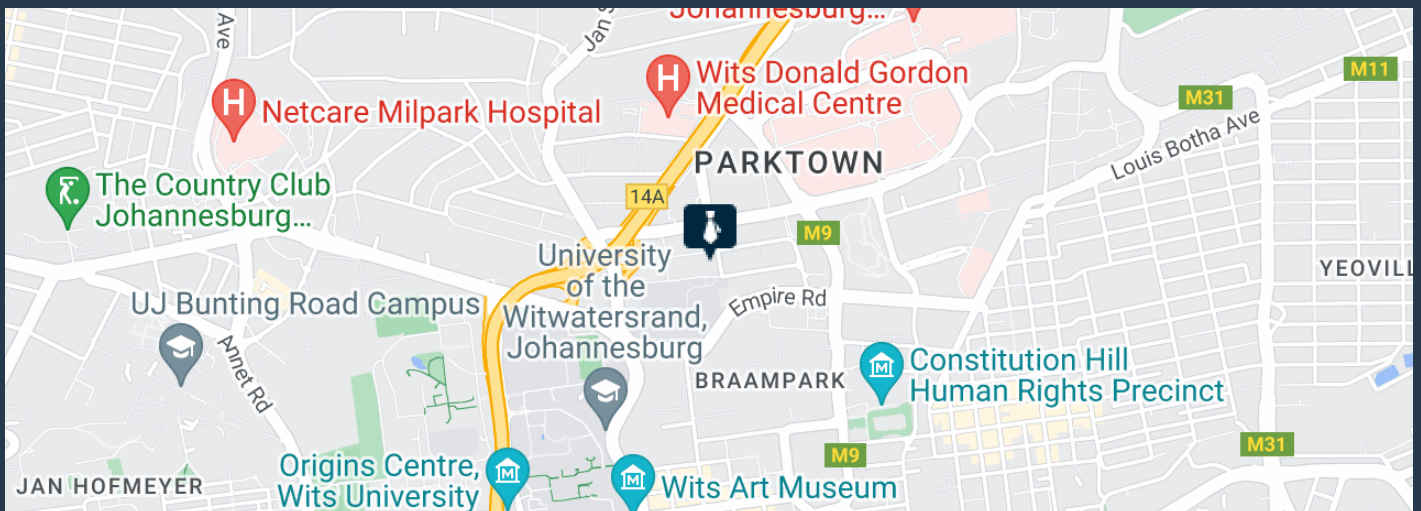 Johannesburg...
Ave
Jan S
Wits Donald Gordon
Medical Centre
M11
M31
Netcare Milpark Hospital
Louis Botha Ave
PARKTOWN
The Country Club
Johannesburg...
14A
M9
University
of the
Witwatersrand,
Johannesburg
YEOVILL
UJ Bunting Road Campus
Empire Rd
Annet Rd
Constitution Hill
Human Rights Precinct
BRAAMPARK
M9
M31
Origins Centre,
Wits University
JAN HOFMEYER
Wits Art Museum